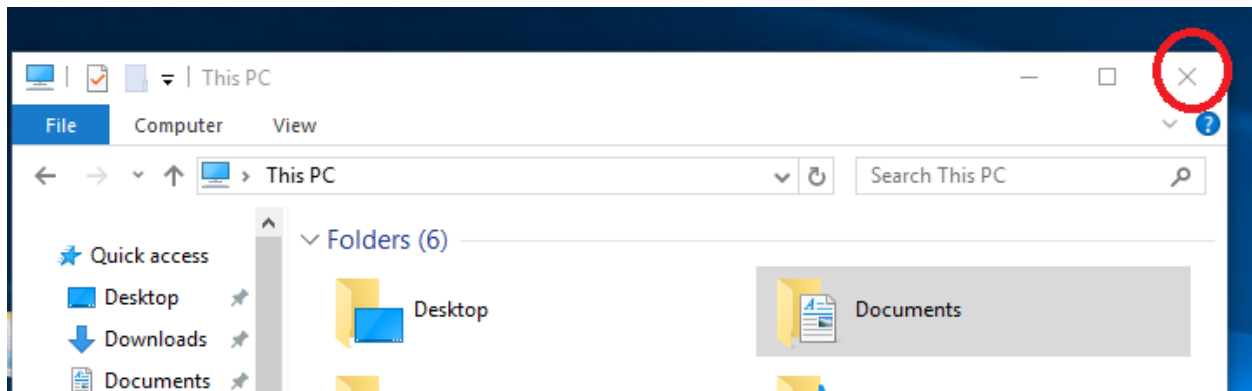 This PC
File Computer View
This PC Search This PC
Folders (6)
Quick access
Desktop
Downloads
Documents
Desktop
Documents